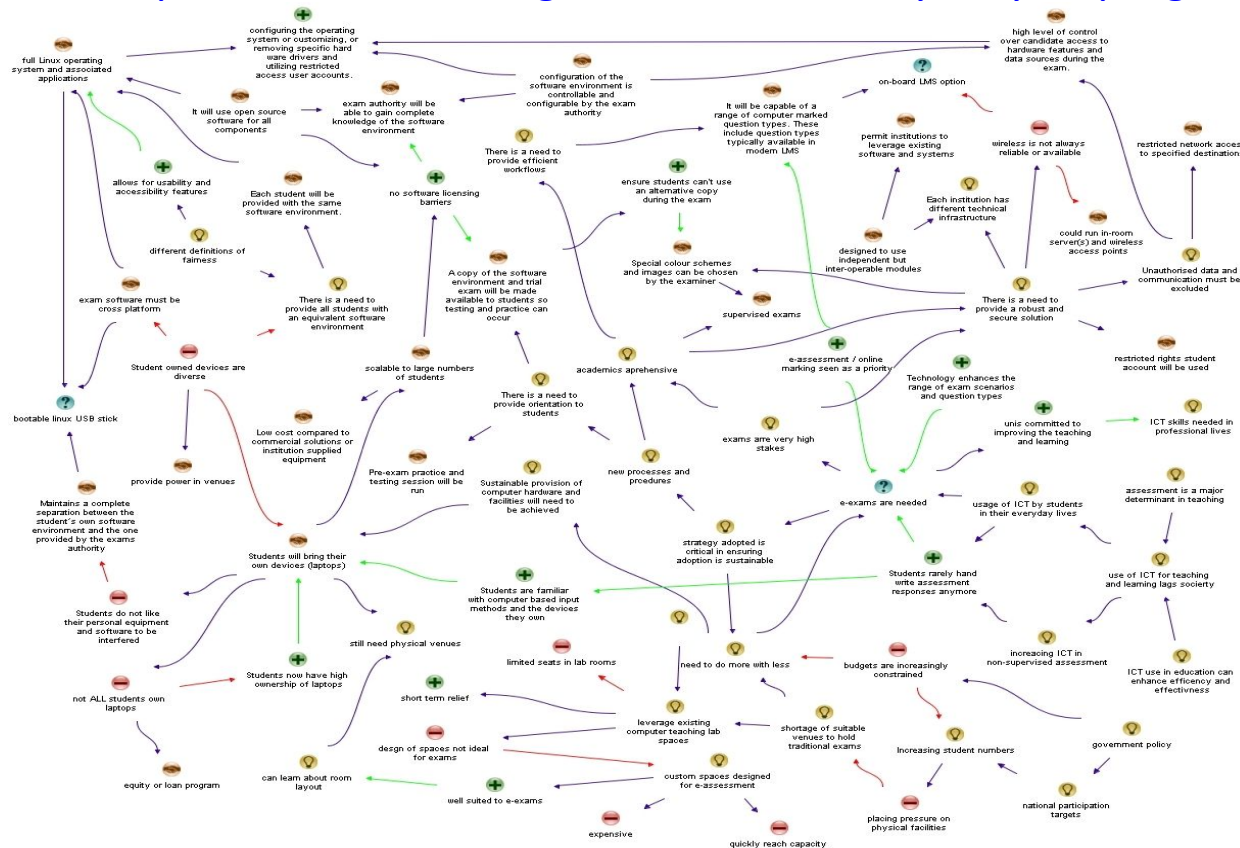 configuring the operating
system or customizing, or
removing specific hard
ware drivers and
utilizing restricted
access user accounts.
high level of control
over candidate access to
hardware features and
data sources during the
exam.
full Linux operating
system and associated
applications
configuration of the
software environment is
controllable and
configurable by the exam
authority
on-board LMS option
It will use open source
software for all
components
exam authority will be
able to gain complete
knowledge of the software
environment
It will be capable of a
range of computer marked
question types. These
include question types
typically available in
modern LMS
permit institutions to
leverage existing
software and systems
wireless is not always
reliable or available
restricted network access
to specified destinations
There is a need to
provide efficient
workflows
allows for usability and
accessibility features
Each student will be
provided with the same
software environment.
no software licensing
barriers
ensure students can't use
an alternative copy
during the exam
Each institution has
different technical
infrastructure
could run in-room
server(s) and wireless
access points
different definitions of
fairness
designed to use
independent but
inter-operable modules
Special colour schemes
and images can be chosen
by the examiner
Unauthorised data and
communication must be
excluded
A copy of the software
environment and trial
exam will be made
available to students so
testing and practice can
occur
exam software must be
cross platform
There is a need to
provide all students with
an equivalent software
environment
supervised exams
There is a need to
provide a robust and
secure solution
Student owned devices are
diverse
scalable to large numbers
of students
academics aprehensive
e-assessment / online
marking seen as a priority
restricted rights student
account will be used
There is a need to
provide orientation to
students
Technology enhances the
range of exam scenarios
and question types
bootable linux USB stick
Low cost compared to
commercial solutions or
institution supplied
equipment
exams arre very high
stakes
unis committed to
improving the teaching
and learning
ICT skills needed in
professional lives
provide power in venues
Pre-exam practice and
testing session will be
run
Sustainable provision of
computer hardware and
facilities will need to
be achieved
new processes and
prcedures
e-exams are needed
usage of ICT by students
in their everyday lives
assessment is a major
determinant in teaching
Maintains a complete
separation between the
student's own software
environment and the one
provided by the exams
authority
strategy adopted is
critical in ensuring
adoption is sustainable
Students will bring their
own devices (laptops)
Students rarely hand
write assessment
responses anymore
use of ICT for teaching
and learning lags socierty
Students are familiar
with computer based input
methods and the devices
they own
Students do not like
their personal equipment
and software to be
interfered
still need physical venues
limited seats in lab rooms
need to do more with less
budgets are increasingly
constrained
increasing ICT in
non-supervised assessment
ICT use in education can
enhance efficency and
effectivness
Students now have high
ownership of laptops
not ALL students own
laptops
short term relief
leverage existing
computer teaching lab
spaces
shortage of suitable
venues to hold
traditional exams
Increasing student numbers
government policy
desgn of spaces not ideal
for exams
equity or loan program
can learn about room
layout
well suited to e-exams
custom spaces designed
for e-assessment
national participation
targets
placing pressure on
physical facilities
expensive
quickly reach capacity